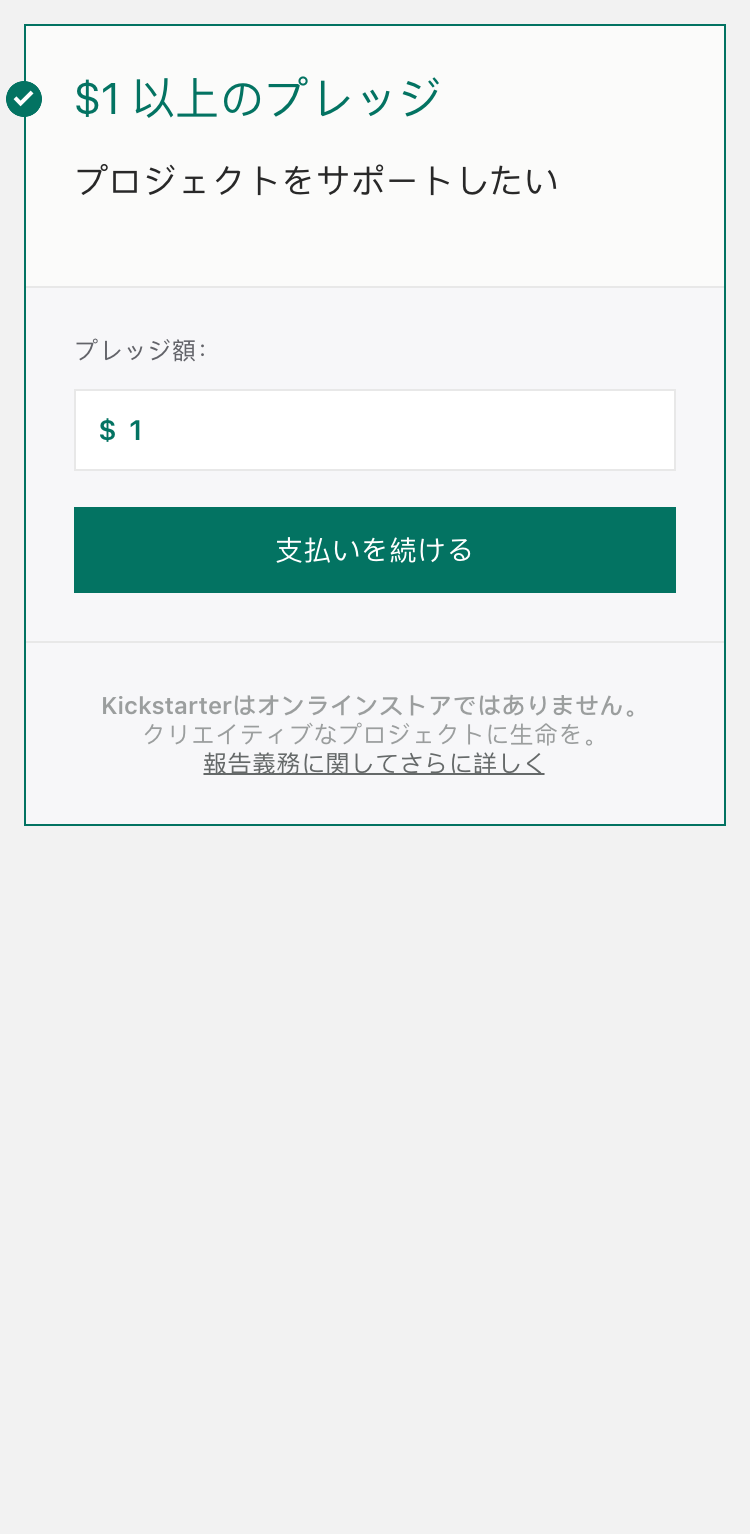 $1 以上のプレッジ
プロジェクトをサポートしたい
プレッジ額:
$ 1
支払いを続ける
Kickstarterはオンラインストアではありません。
クリエイティブなプロジェクトに生命を。
報告義務に関してさらに詳しく